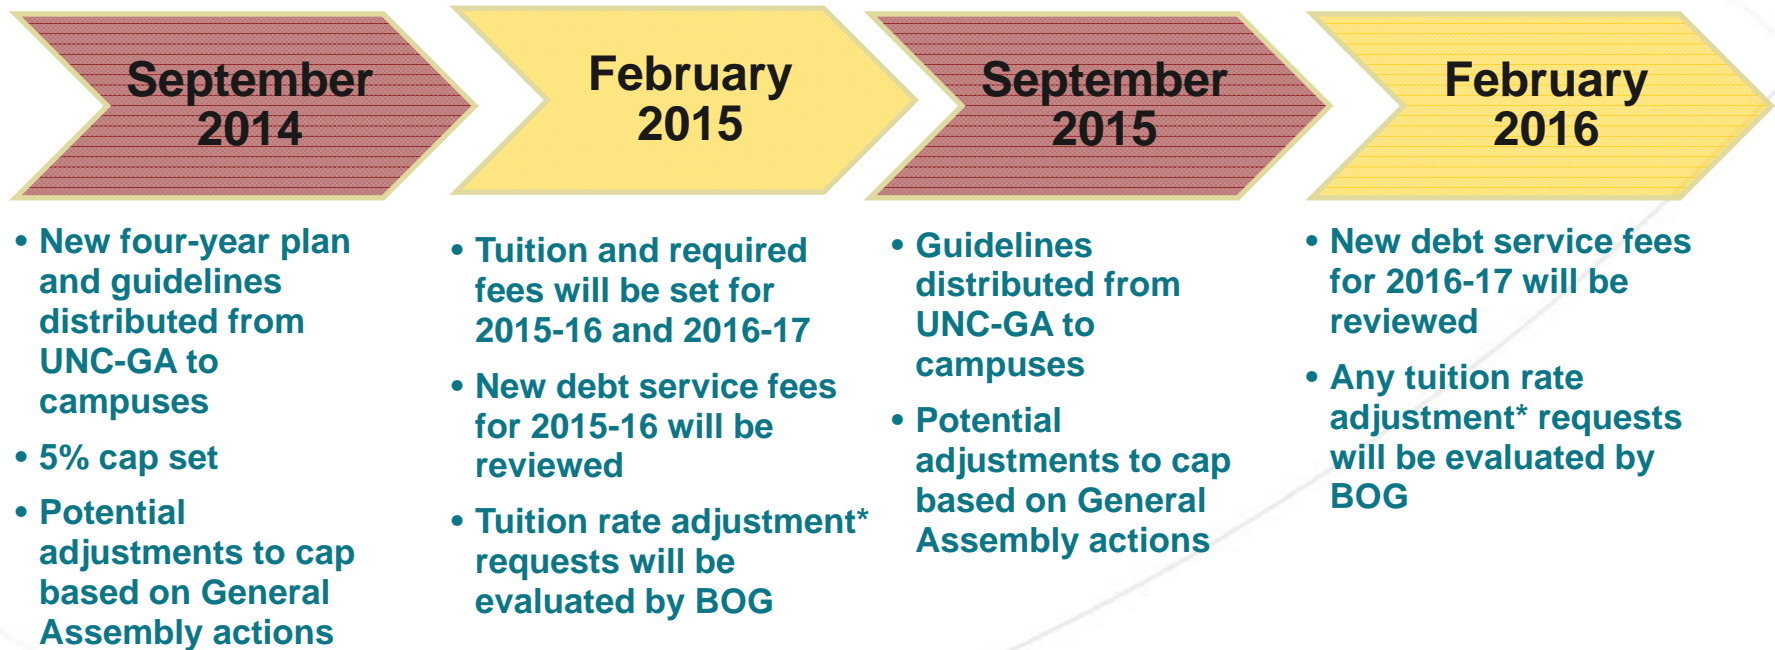 September
2014
• New four-year plan
and guidelines
distributed from
UNC-GA to
campuses
• 5% cap set
• Potential
adjustments to cap
based on General
Assembly actions
February
2015
• Tuition and required
fees will be set for
2015-16 and 2016-17
• New debt service fees
for 2015-16 will be
reviewed
• Tuition rate adjustment*
requests will be
evaluated by BOG
September
2015
• Guidelines
distributed from
UNC-GA to
campuses
• Potential
adjustments to cap
based on General
Assembly actions
February
2016
• New debt service fees
for 2016-17 will be
reviewed
• Any tuition rate
adjustment* requests
will be evaluated by
BOG